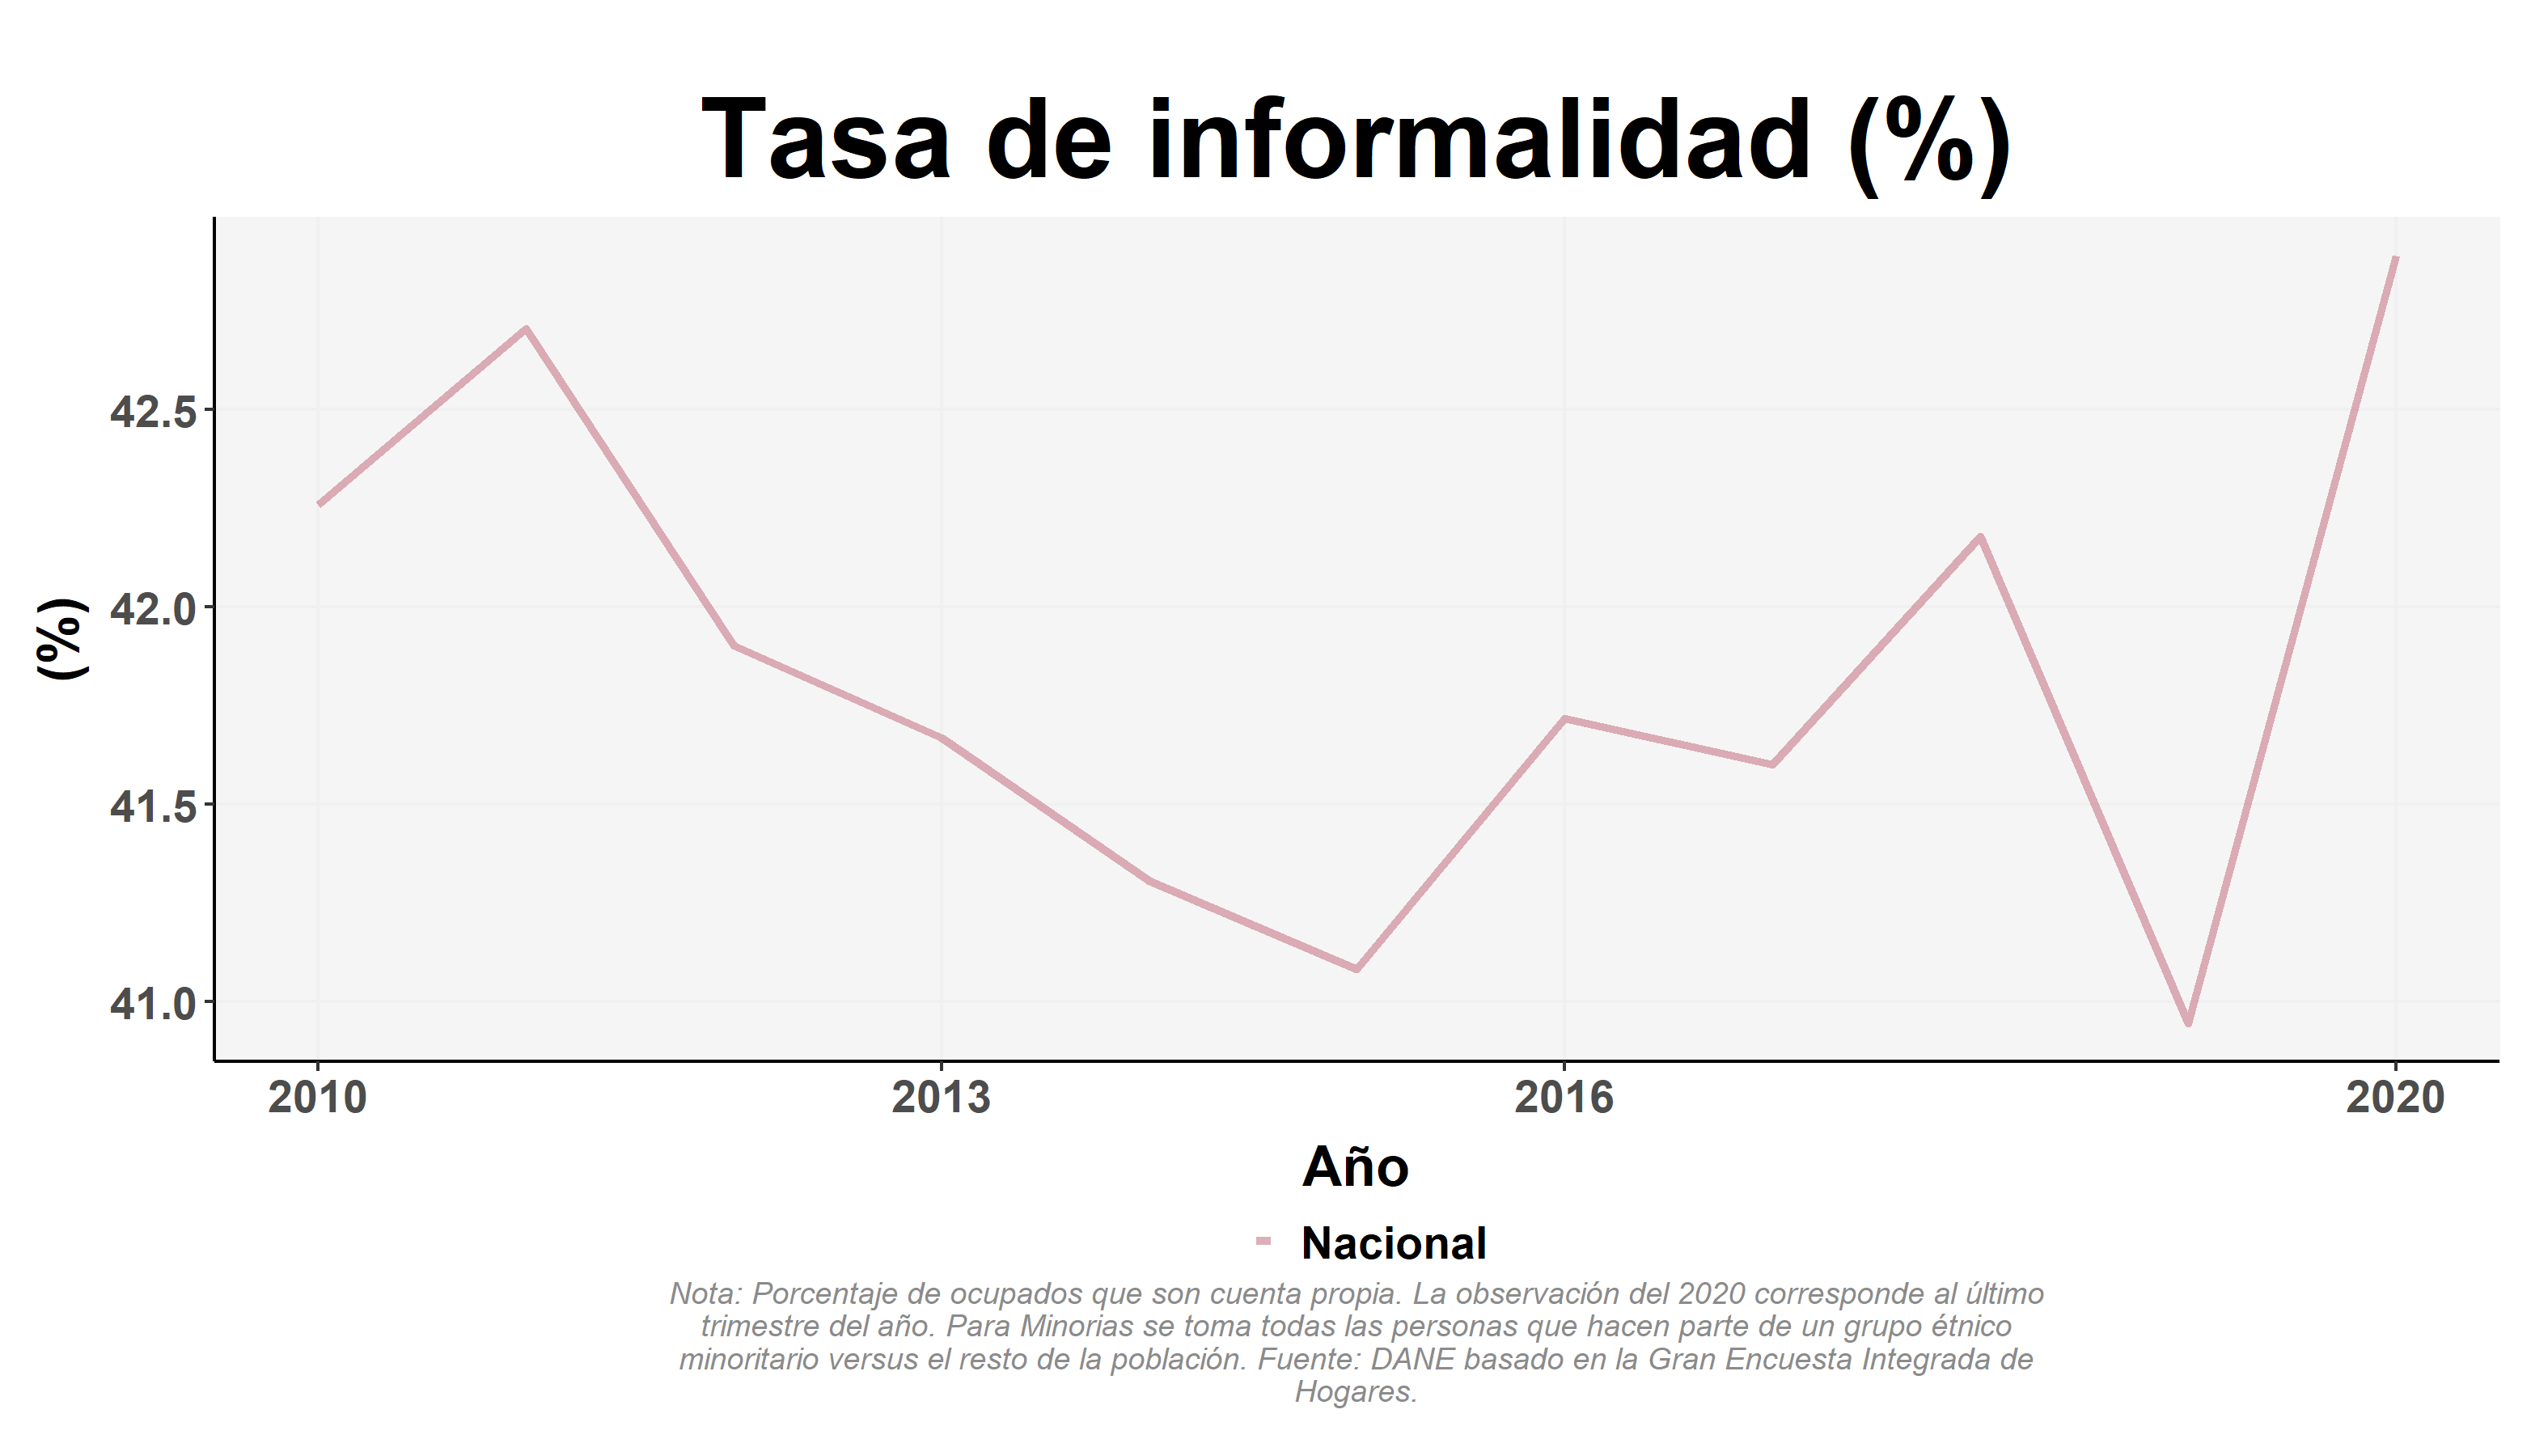 Tasa de informalidad (%)
42.5
42.0
41.5
41.0
(%)
2010 2013 2016 2020
Año
Nacional
Nota: Porcentaje de ocupados que son cuenta propia. La observación del 2020 corresponde al último
trimestre del año. Para Minorias se toma todas las personas que hacen parte de un grupo étnico
minoritario versus el resto de la población. Fuente: DANE basado en la Gran Encuesta Integrada de
Hogares.